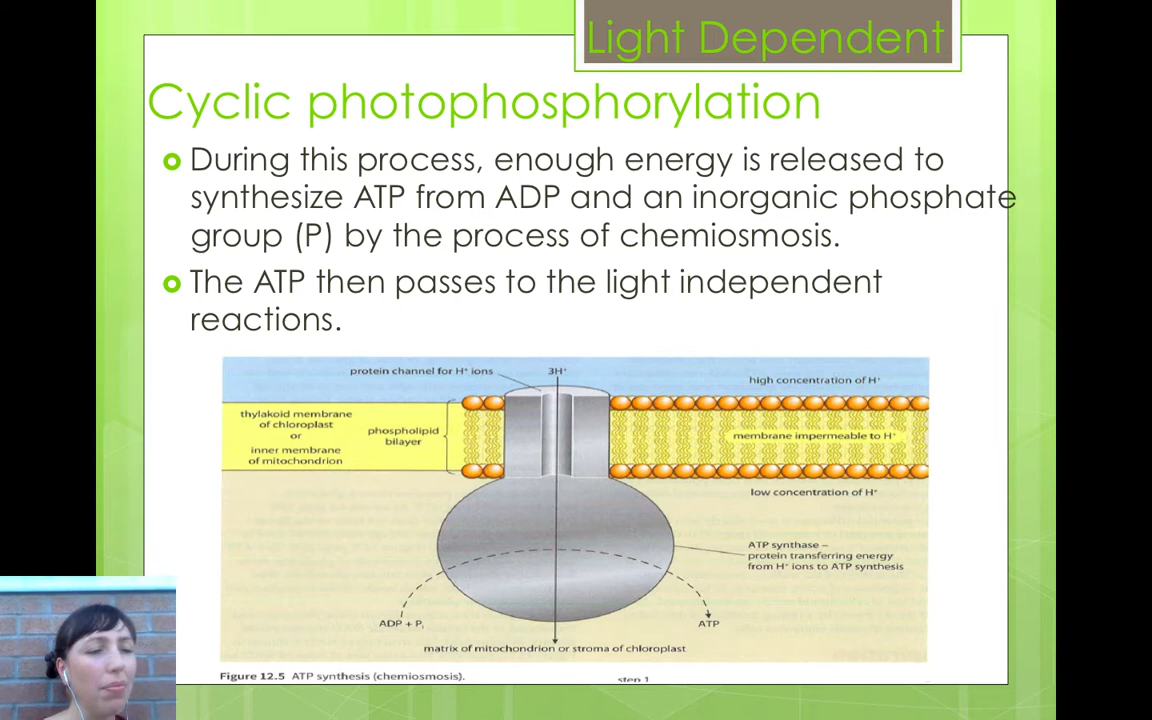 Light Dependent
Cyclic photophosphorylation
During this process, enough energy is released to
synthesize ATP from ADP and an inorganic phosphate
group (P) by the process of chemiosmosis.
The ATP then passes to the light independent
reactions.
protein channel for H⁺ ions
3H⁺
high concentration of H⁺
thylakoid membrane
of chloroplast
or
inner membrane
of mitochondrion
phospholipid
bilayer
membrane impermeable to H⁺
low concentration of H⁺
ATP synthase –
protein transferring energy
from H⁺ ions to ATP synthesis
ADP + Pᵢ
ATP
matrix of mitochondrion or stroma of chloroplast
Figure 12.5 ATP synthesis (chemiosmosis).
step 1